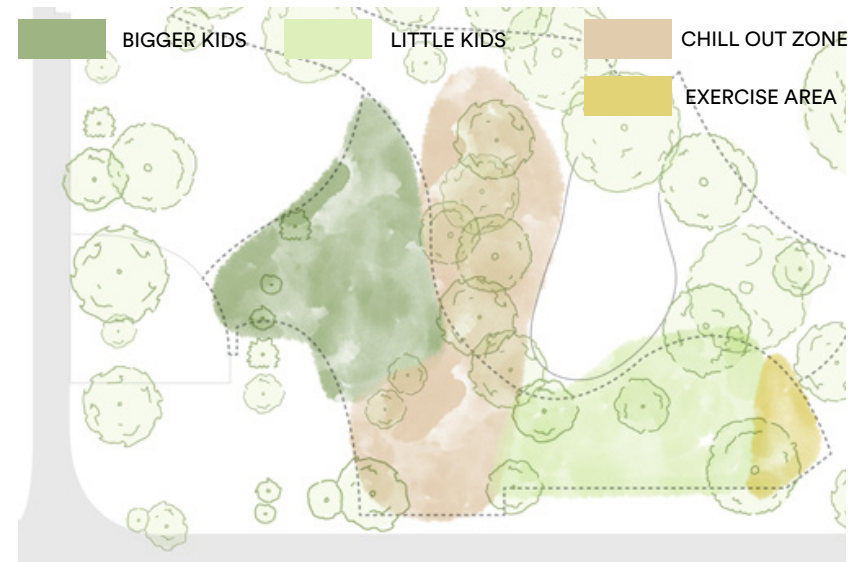 BIGGER KIDS
LITTLE KIDS
CHILL OUT ZONE
EXERCISE AREA